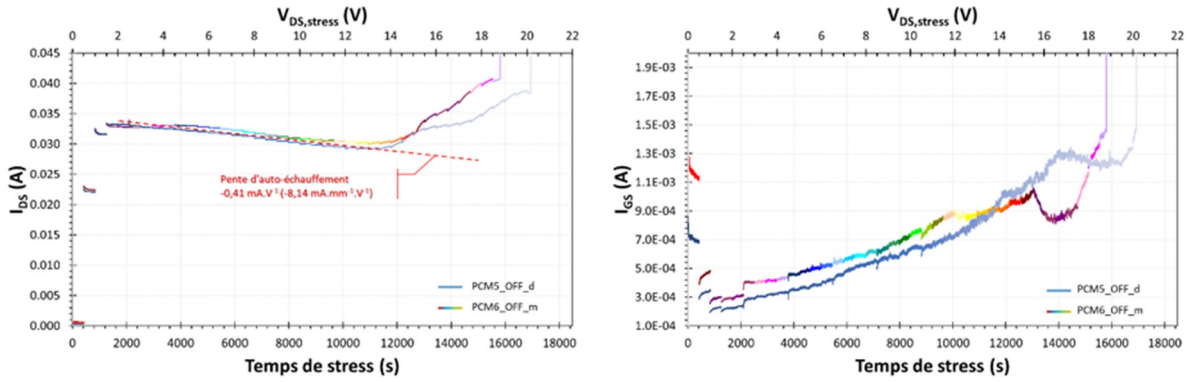 V_DS,stress (V)
0 2 4 6 8 10 12 14 16 18 20 22
0.045
0.040
0.035
0.030
0.025
0.020
0.015
0.010
0.005
0.000
I_DS (A)
Pente d'auto-échauffement
-0,41 mA.V⁻¹ (-8,14 mA.mm⁻¹.V⁻¹)
PCM5_OFF_d
PCM6_OFF_m
0 2000 4000 6000 8000 10000 12000 14000 16000 18000
Temps de stress (s)
V_DS,stress (V)
0 2 4 6 8 10 12 14 16 18 20 22
1.9E-03
1.7E-03
1.5E-03
1.3E-03
1.1E-03
9.0E-04
7.0E-04
5.0E-04
3.0E-04
1.0E-04
I_GS (A)
PCM5_OFF_d
PCM6_OFF_m
0 2000 4000 6000 8000 10000 12000 14000 16000 18000
Temps de stress (s)